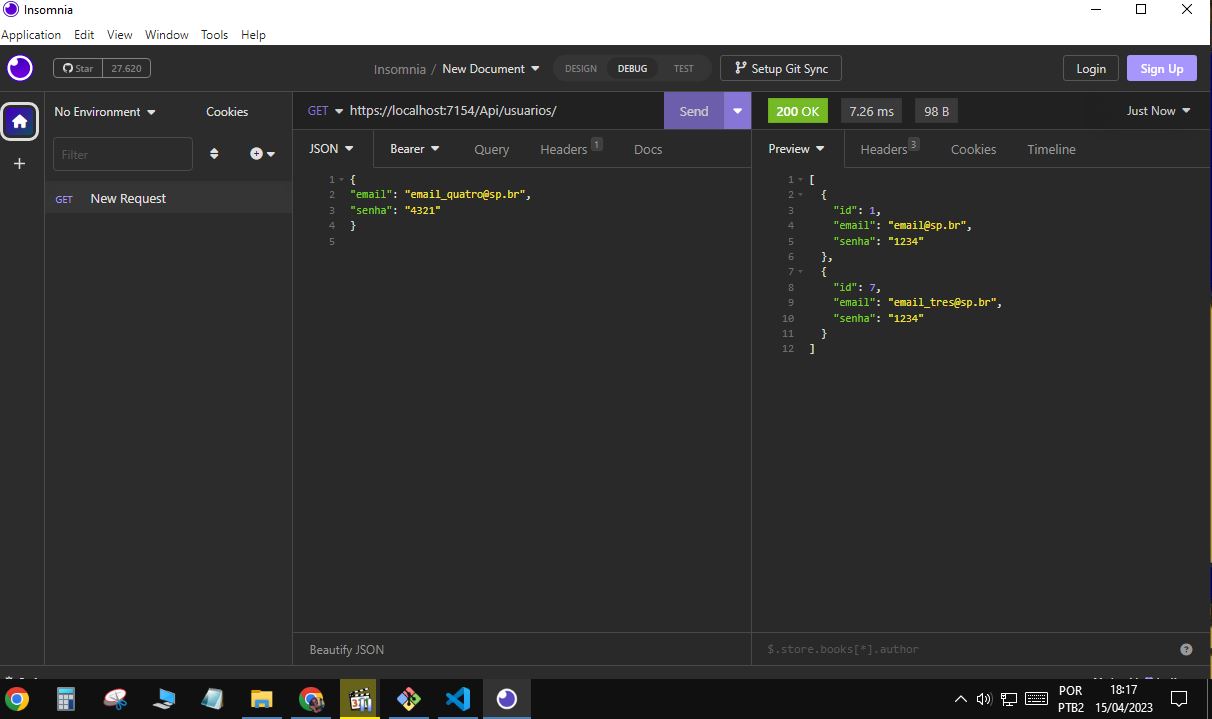 Insomnia
Application Edit View Window Tools Help
Star 27.620 Insomnia / New Document DESIGN DEBUG TEST Setup Git Sync Login Sign Up
No Environment Cookies GET https://localhost:7154/Api/usuarios/ Send 200 OK 7.26 ms 98 B Just Now
Filter
GET New Request
JSON Bearer Query Headers 1 Docs
1 {
2 "email": "email_quatro@sp.br",
3 "senha": "4321"
4 }
5
Beautify JSON
Preview Headers 3 Cookies Timeline
1 [
2 {
3 "id": 1,
4 "email": "email@sp.br",
5 "senha": "1234"
6 },
7 {
8 "id": 7,
9 "email": "email_tres@sp.br",
10 "senha": "1234"
11 }
12 ]
$.store.books[*].author ?
POR 18:17
PTB2 15/04/2023